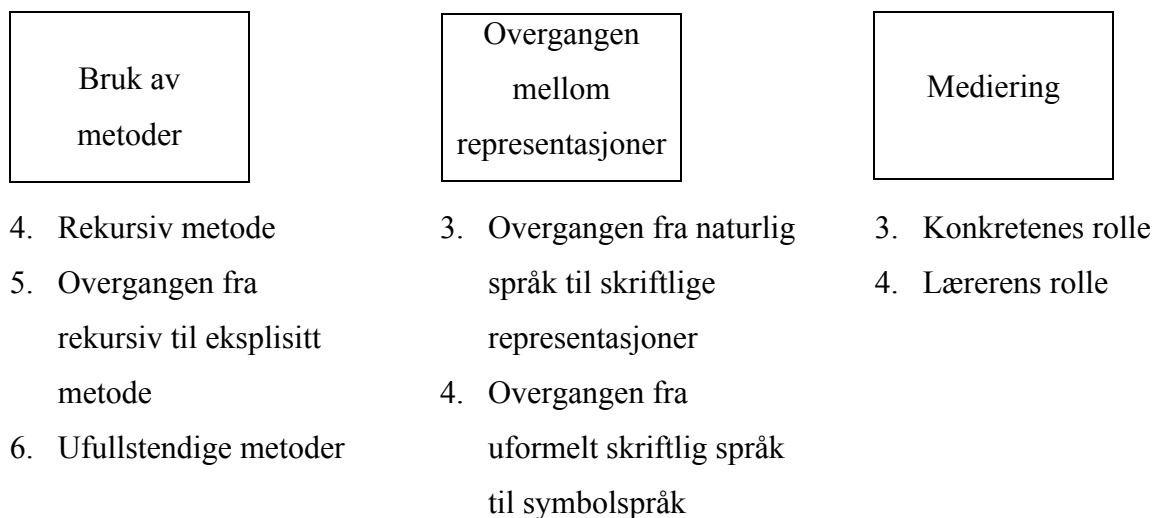 Bruk av
metoder
4. Rekursiv metode
5. Overgangen fra
rekursiv til eksplisitt
metode
6. Ufullstendige metoder
Overgangen
mellom
representasjoner
3. Overgangen fra naturlig
språk til skriftlige
representasjoner
4. Overgangen fra
uformelt skriftlig språk
til symbolspråk
Mediering
3. Konkretenes rolle
4. Lærerens rolle